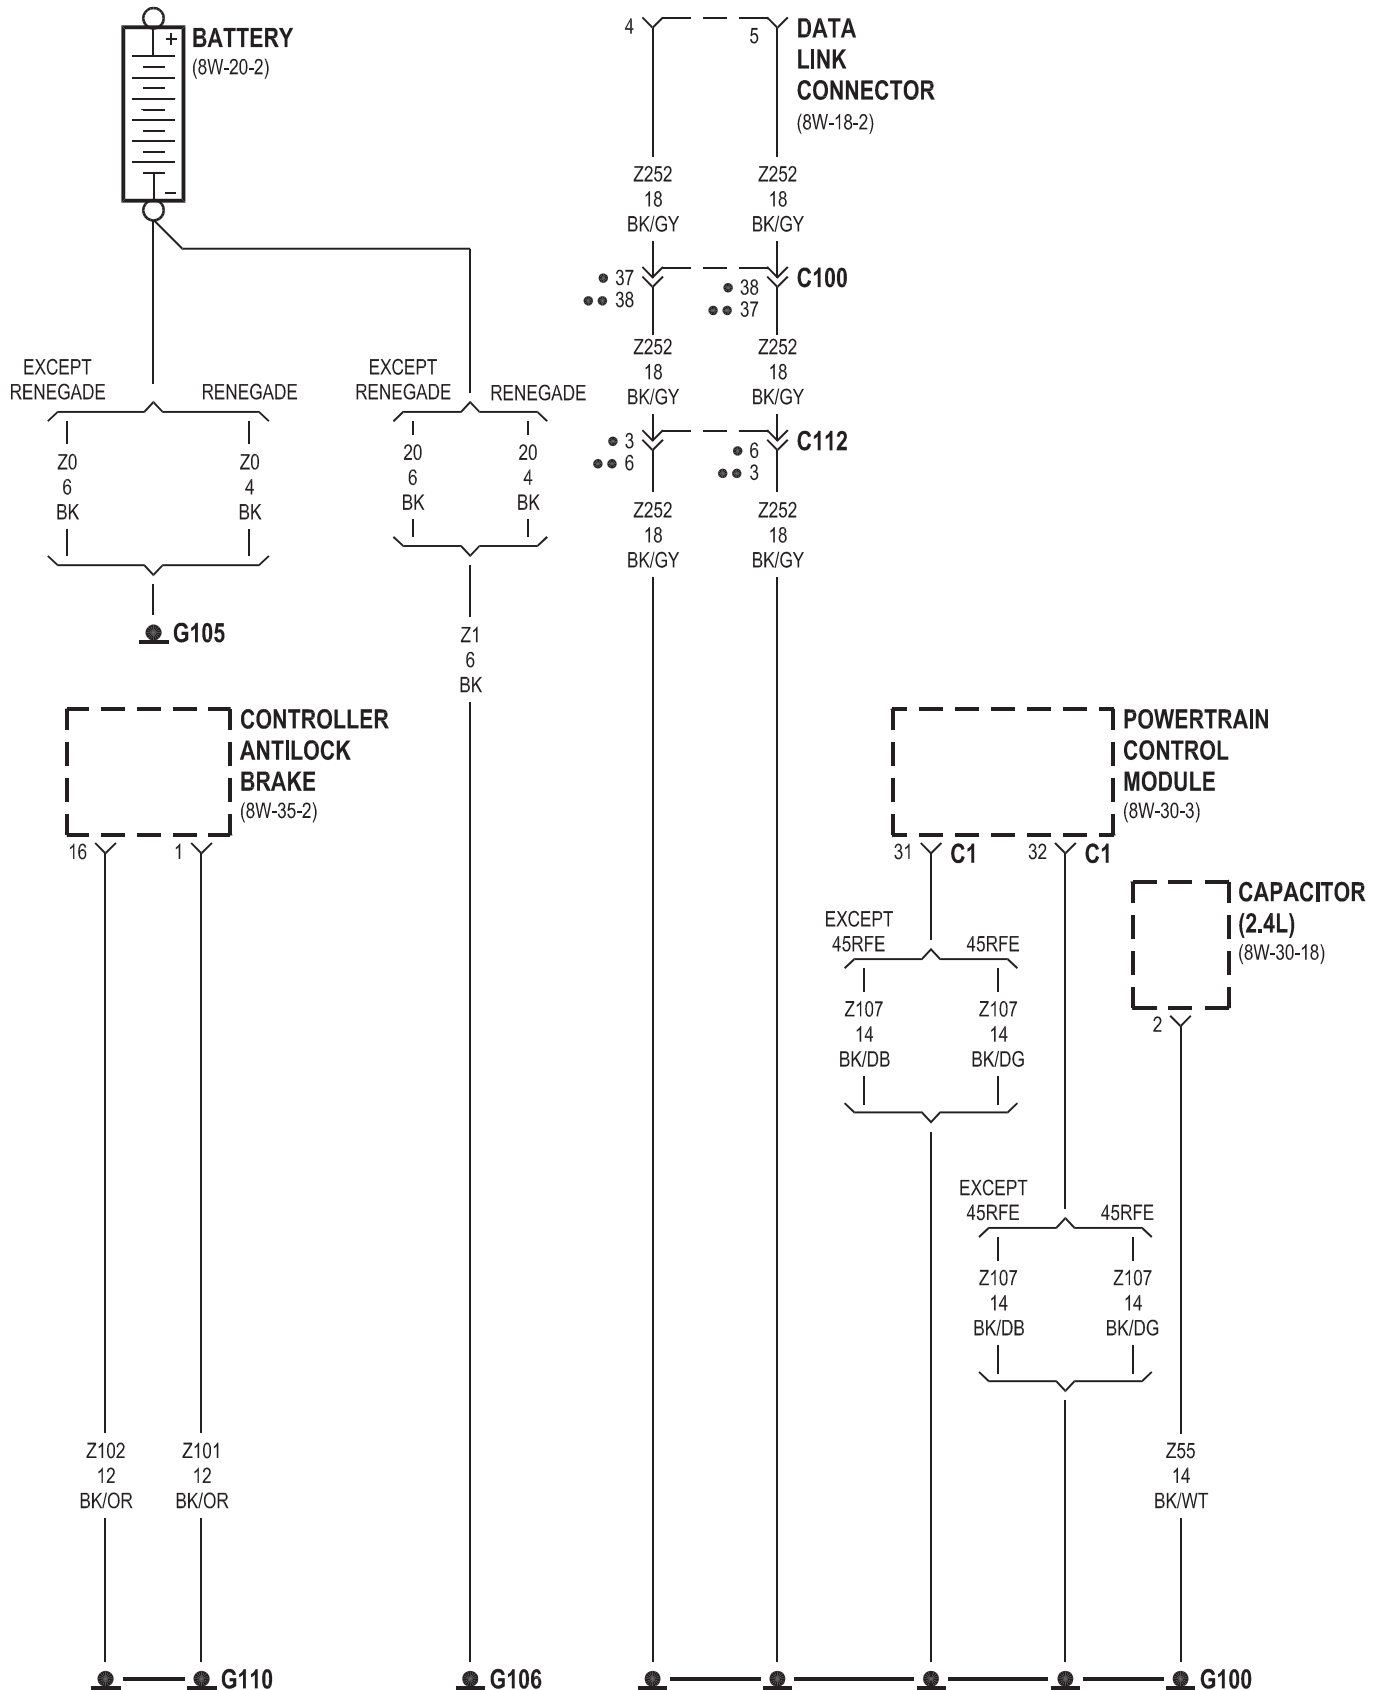 +
BATTERY
(8W-20-2)
−
4
5
DATA
LINK
CONNECTOR
(8W-18-2)
Z252
18
BK/GY
Z252
18
BK/GY
37
38
38
37
C100
Z252
18
BK/GY
Z252
18
BK/GY
3
6
6
3
C112
Z252
18
BK/GY
Z252
18
BK/GY
EXCEPT
RENEGADE
RENEGADE
Z0
6
BK
Z0
4
BK
G105
EXCEPT
RENEGADE
RENEGADE
20
6
BK
20
4
BK
Z1
6
BK
CONTROLLER
ANTILOCK
BRAKE
(8W-35-2)
16
1
Z102
12
BK/OR
Z101
12
BK/OR
POWERTRAIN
CONTROL
MODULE
(8W-30-3)
31
C1
32
C1
EXCEPT
45RFE
45RFE
Z107
14
BK/DB
Z107
14
BK/DG
EXCEPT
45RFE
45RFE
Z107
14
BK/DB
Z107
14
BK/DG
CAPACITOR
(2.4L)
(8W-30-18)
2
Z55
14
BK/WT
G110
G106
G100